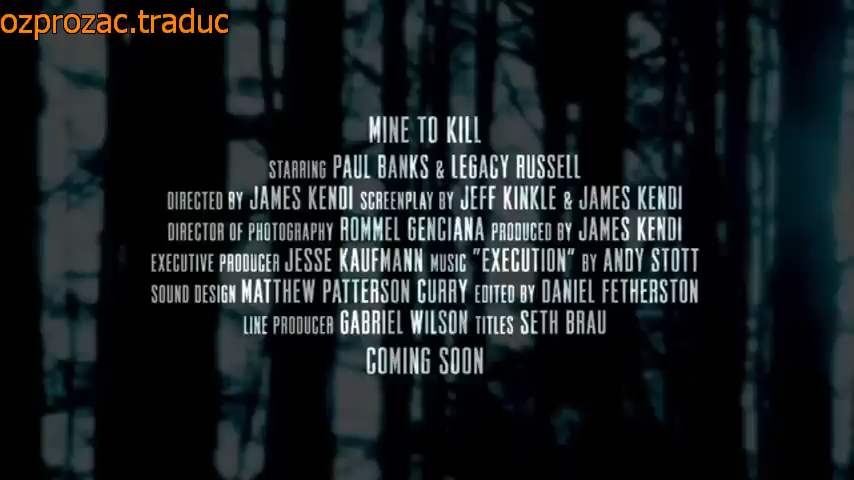 ozprozac.traduc
MINE TO KILL
STARRING PAUL BANKS & LEGACY RUSSELL
DIRECTED BY JAMES KENDI SCREENPLAY BY JEFF KINKLE & JAMES KENDI
DIRECTOR OF PHOTOGRAPHY ROMMEL GENCIANA PRODUCED BY JAMES KENDI
EXECUTIVE PRODUCER JESSE KAUFMANN MUSIC "EXECUTION" BY ANDY STOTT
SOUND DESIGN MATTHEW PATTERSON CURRY EDITED BY DANIEL FETHERSTON
LINE PRODUCER GABRIEL WILSON TITLES SETH BRAU
COMING SOON